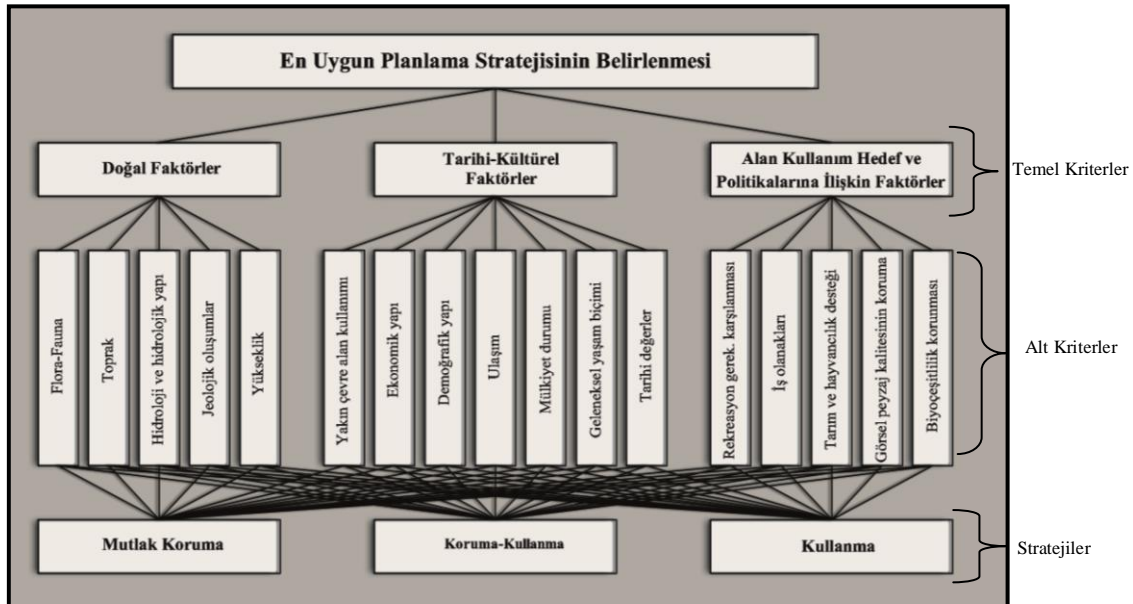 En Uygun Planlama Stratejisinin Belirlenmesi
Doğal Faktörler
Tarihi-Kültürel
Faktörler
Alan Kullanım Hedef ve
Politikalarına İlişkin Faktörler
Temel Kriterler
Flora-Fauna
Toprak
Hidroloji ve hidrolojik yapı
Jeolojik oluşumlar
Yükseklik
Yakın çevre alan kullanımı
Ekonomik yapı
Demoğrafik yapı
Ulaşım
Mülkiyet durumu
Geleneksel yaşam biçimi
Tarihi değerler
Rekreasyon gerek. karşılanması
İş olanakları
Tarım ve hayvancılık desteği
Görsel peyzaj kalitesinin koruma
Biyoçeşitlilik korunması
Alt Kriterler
Mutlak Koruma
Koruma-Kullanma
Kullanma
Stratejiler